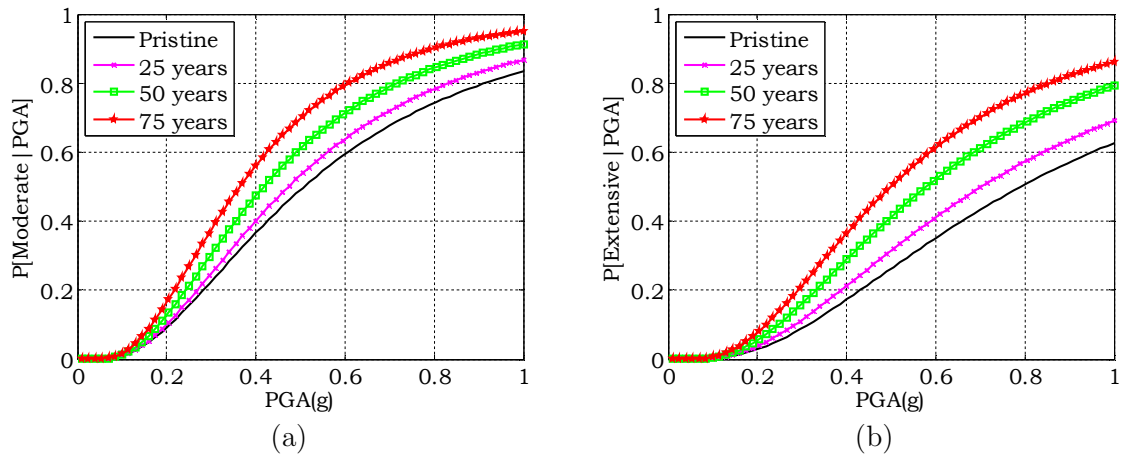 P[Moderate | PGA]
1
0.8
0.6
0.4
0.2
0
Pristine
25 years
50 years
75 years
0
0.2
0.4
0.6
0.8
1
PGA(g)
(a)
P[Extensive | PGA]
1
0.8
0.6
0.4
0.2
0
Pristine
25 years
50 years
75 years
0
0.2
0.4
0.6
0.8
1
PGA(g)
(b)